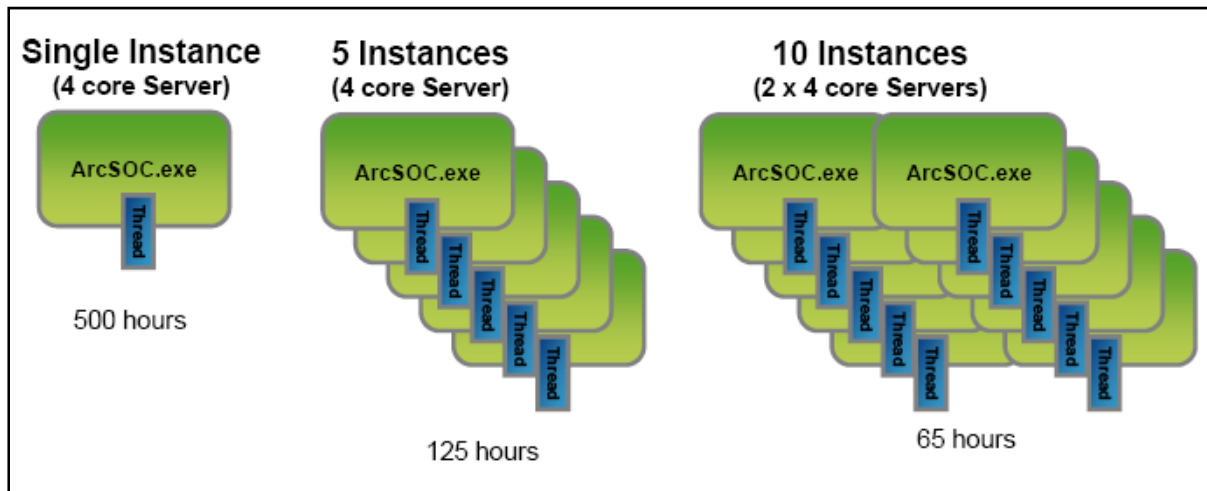 Single Instance
(4 core Server)
ArcSOC.exe
Thread
500 hours
5 Instances
(4 core Server)
ArcSOC.exe
Thread
Thread
Thread
Thread
Thread
125 hours
10 Instances
(2 x 4 core Servers)
ArcSOC.exe
ArcSOC.exe
Thread
Thread
Thread
Thread
Thread
Thread
Thread
Thread
Thread
Thread
65 hours